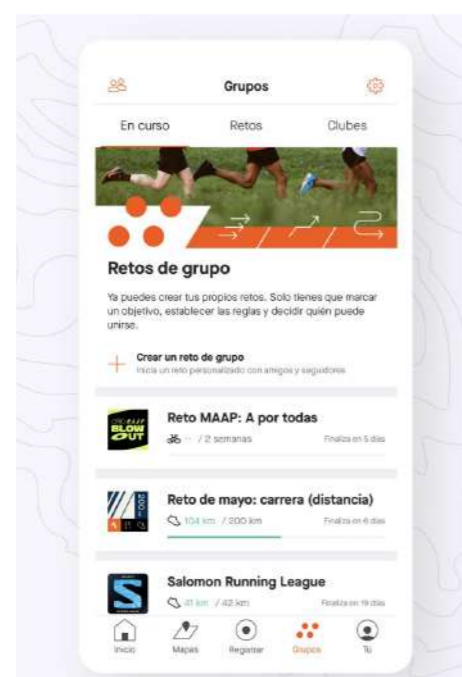 Grupos
En curso Retos Clubes
Retos de grupo
Ya puedes crear tus propios retos. Solo tienes que marcar
un objetivo, establecer las reglas y decidir quién puede
unirse.
Crear un reto de grupo
Inicia un reto personalizado con amigos y seguidores
BLOW
OUT
Reto MAAP: A por todas
-- / 2 semanas Finaliza en 5 días
200
Reto de mayo: carrera (distancia)
104 km / 200 km Finaliza en 6 días
Salomon Running League
41 km / 42 km Finaliza en 19 días
Inicio Mapas Registrar Grupos Tú